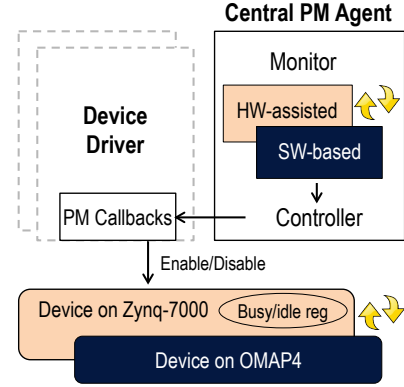 Central PM Agent
Monitor
HW-assisted
SW-based
Controller
Device
Driver
PM Callbacks
Enable/Disable
Device on Zynq-7000
Busy/idle reg
Device on OMAP4